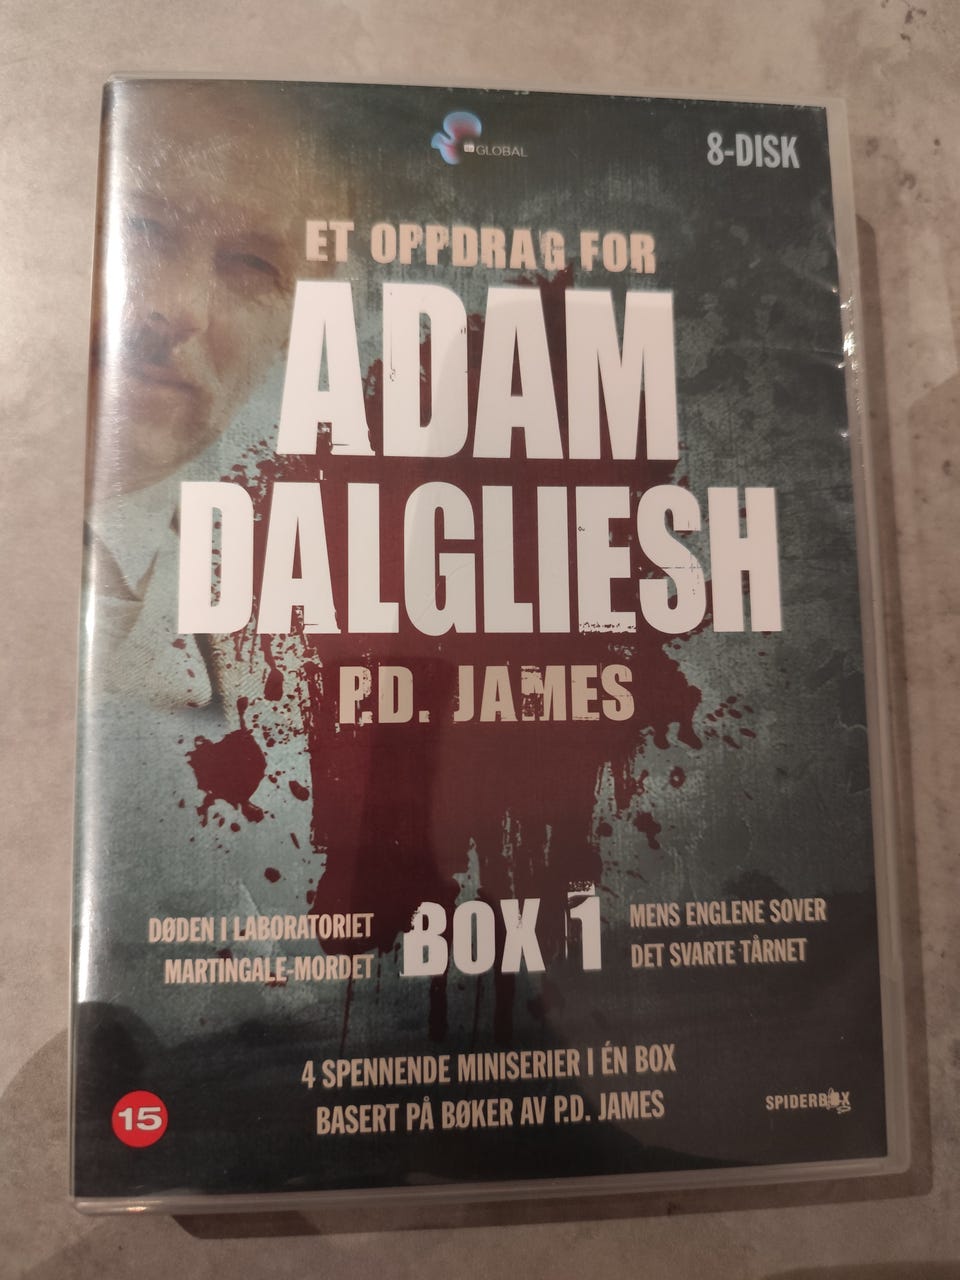 GLOBAL
8-DISK
ET OPPDRAG FOR
ADAM
DALGLIESH
P.D. JAMES
DØDEN I LABORATORIET
MARTINGALE-MORDET
BOX 1
MENS ENGLENE SOVER
DET SVARTE TÅRNET
4 SPENNENDE MINISERIER I ÉN BOX
BASERT PÅ BØKER AV P.D. JAMES
15
SPIDERBOX